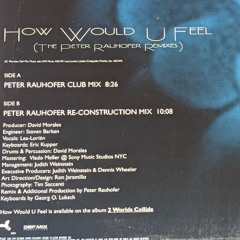 How Would U Feel
(The Peter Rauhofer Remixes)
SIDE A
PETER RAUHOFER CLUB MIX 8:26
SIDE B
PETER RAUHOFER RE-CONSTRUCTION MIX 10:08
Producer: David Morales
Engineer: Steven Barkan
Vocals: Lea-Lorién
Keyboards: Eric Kupper
Drums & Percussion: David Morales
Mastering: Vlado Meller @ Sony Music Studios NYC
Management: Judith Weinstein
Executive Producers: Judith Weinstein & Dennis Wheeler
Art Direction/Design: Ron Jaramillo
Photography: Tim Saccenti
Remix & Additional Production by Peter Rauhofer
Keyboards by Georg O. Luksch
How Would U Feel is available on the album 2 Worlds Collide
DMI
DEF MIX